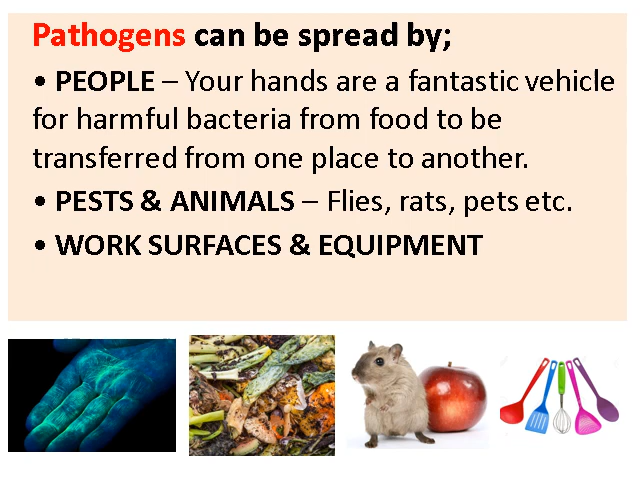 Pathogens can be spread by;
• PEOPLE – Your hands are a fantastic vehicle
for harmful bacteria from food to be
transferred from one place to another.
• PESTS & ANIMALS – Flies, rats, pets etc.
• WORK SURFACES & EQUIPMENT